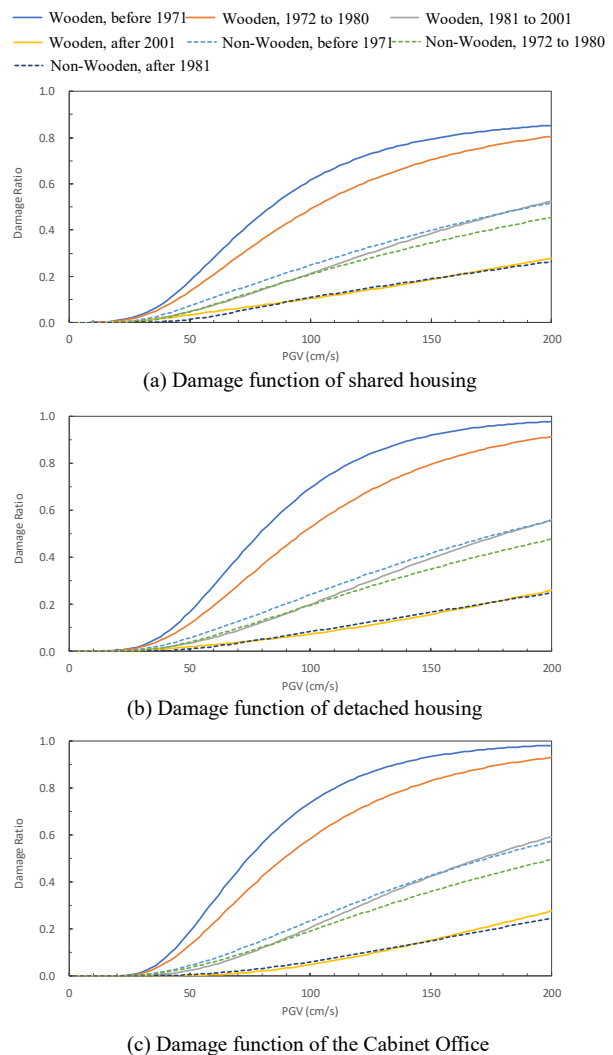 Wooden, before 1971 Wooden, 1972 to 1980 Wooden, 1981 to 2001
Wooden, after 2001 Non-Wooden, before 1971 Non-Wooden, 1972 to 1980
Non-Wooden, after 1981
1.0
0.8
0.6
0.4
0.2
0.0
Damage Ratio
0 50 100 150 200
PGV (cm/s)
(a) Damage function of shared housing
1.0
0.8
0.6
0.4
0.2
0.0
Damage Ratio
0 50 100 150 200
PGV (cm/s)
(b) Damage function of detached housing
1.0
0.8
0.6
0.4
0.2
0.0
Damage Ratio
0 50 100 150 200
PGV (cm/s)
(c) Damage function of the Cabinet Office